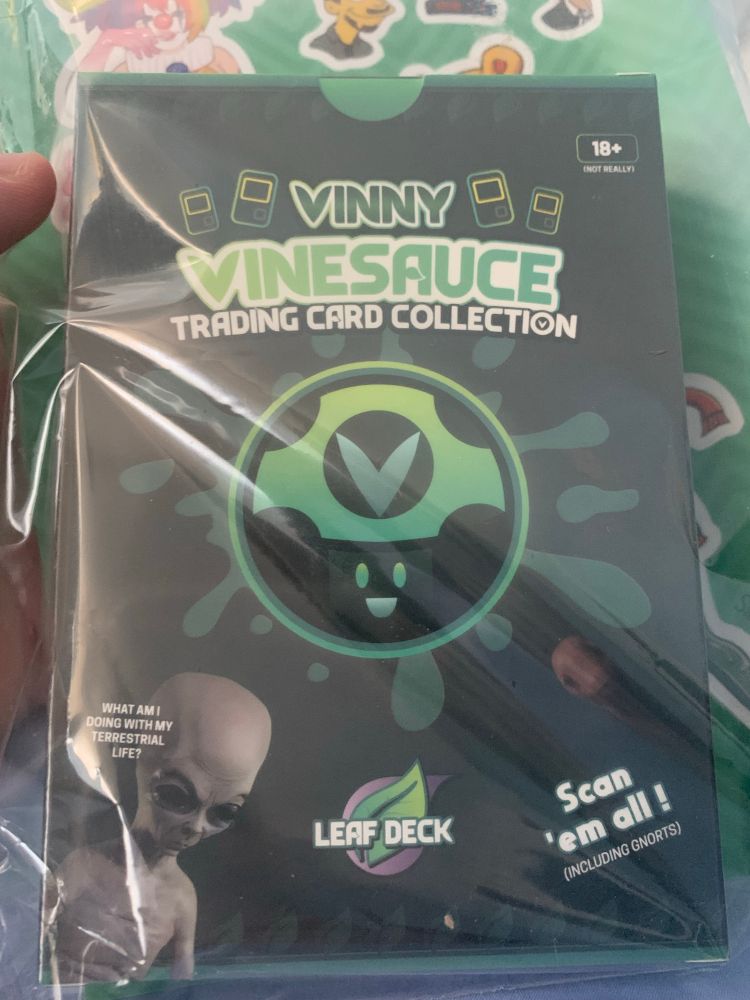 18+
(NOT REALLY)
VINNY
VINESAUCE
TRADING CARD COLLECTION
WHAT AM I
DOING WITH MY
TERRESTRIAL
LIFE?
LEAF DECK
Scan
'em all !
(INCLUDING GNORTS)